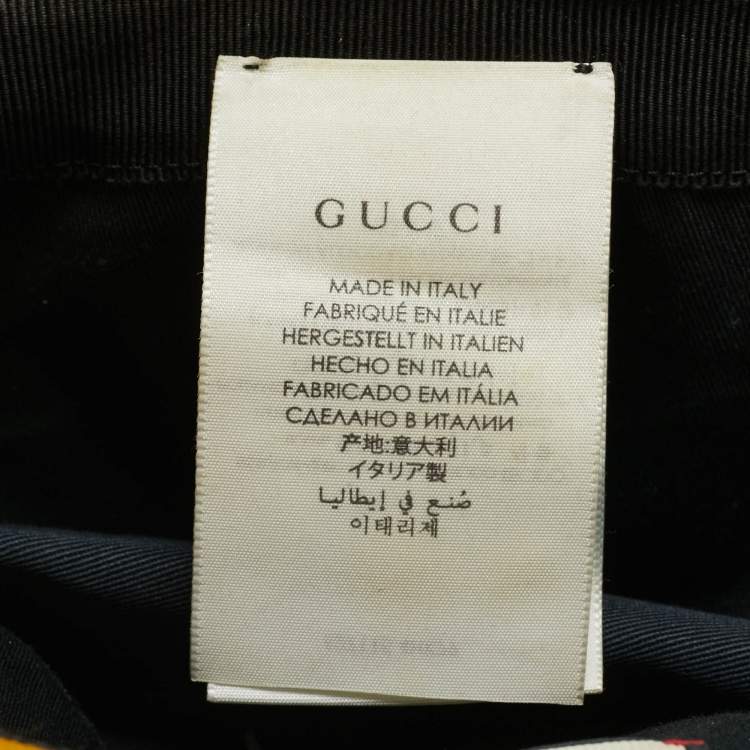 GUCCI
MADE IN ITALY
FABRIQUÉ EN ITALIE
HERGESTELLT IN ITALIEN
HECHO EN ITALIA
FABRICADO EM ITÁLIA
СДЕЛАНО В ИТАЛИИ
产地:意大利
イタリア製
صُنع في إيطاليا
이태리제